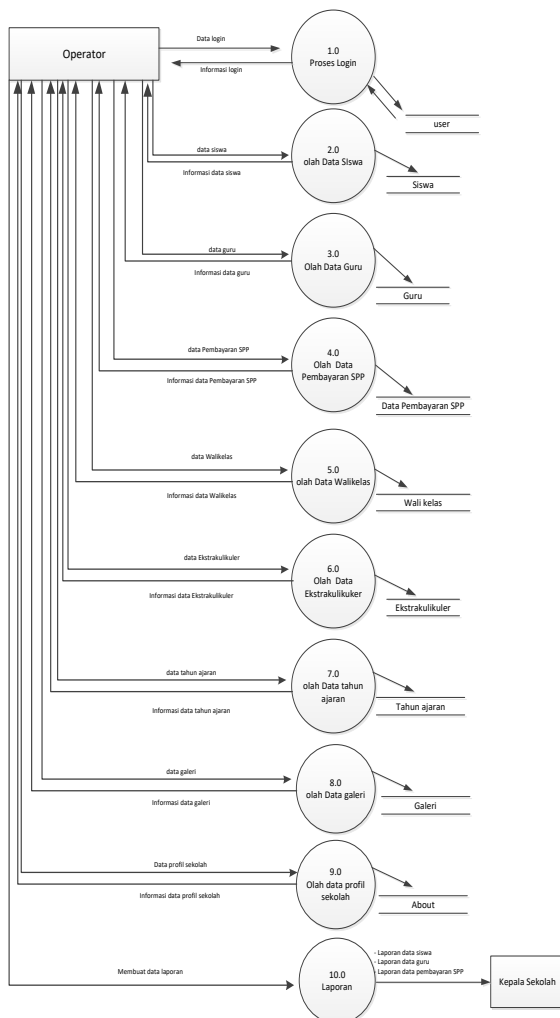 Operator
Data login
Informasi login
1.0
Proses Login
user
data siswa
Informasi data siswa
2.0
olah Data SIswa
Siswa
data guru
Informasi data guru
3.0
Olah Data Guru
Guru
data Pembayaran SPP
Informasi data Pembayaran SPP
4.0
Olah Data
Pembayaran SPP
Data Pembayaran SPP
data Walikelas
Informasi data Walikelas
5.0
olah Data Walikelas
Wali kelas
data Ekstrakulikuler
Informasi data Ekstrakulikuler
6.0
Olah Data
Ekstrakulikuker
Ekstrakulikuler
data tahun ajaran
Informasi data tahun ajaran
7.0
olah Data tahun
ajaran
Tahun ajaran
data galeri
Informasi data galeri
8.0
olah Data galeri
Galeri
Data profil sekolah
Informasi data profil sekolah
9.0
Olah data profil
sekolah
About
Membuat data laporan
10.0
Laporan
- Laporan data siswa
- Laporan data guru
- Laporan data pembayaran SPP
Kepala Sekolah